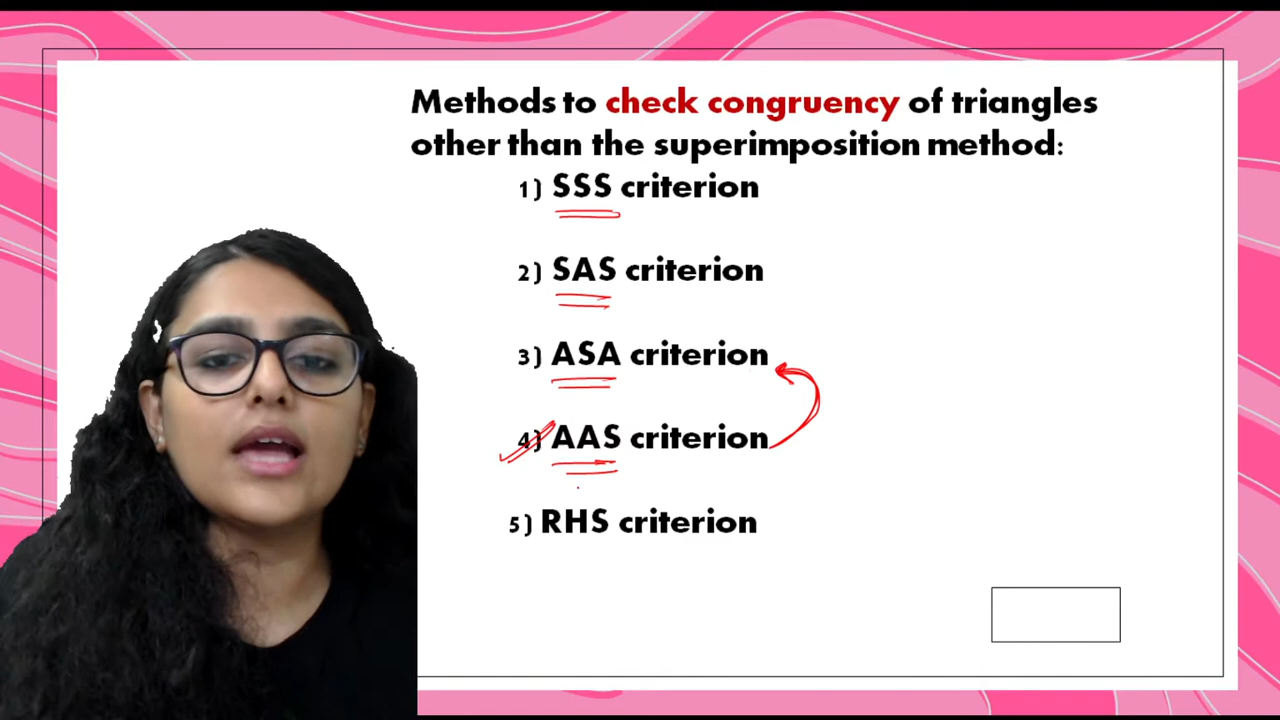 Methods to check congruency of triangles
other than the superimposition method:
1) SSS criterion
2) SAS criterion
3) ASA criterion
4) AAS criterion
5) RHS criterion